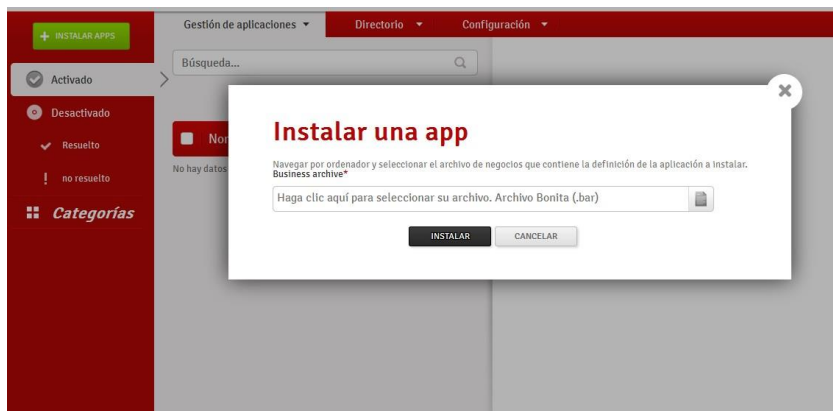 INSTALAR APPS
Gestión de aplicaciones
Directorio
Configuración
Búsqueda...
Activado
Desactivado
Resuelto
no resuelto
Categorías
No hay datos
Instalar una app
Navegar por ordenador y seleccionar el archivo de negocios que contiene la definición de la aplicación a instalar.
Business archive*
Haga clic aquí para seleccionar su archivo. Archivo Bonita (.bar)
INSTALAR
CANCELAR